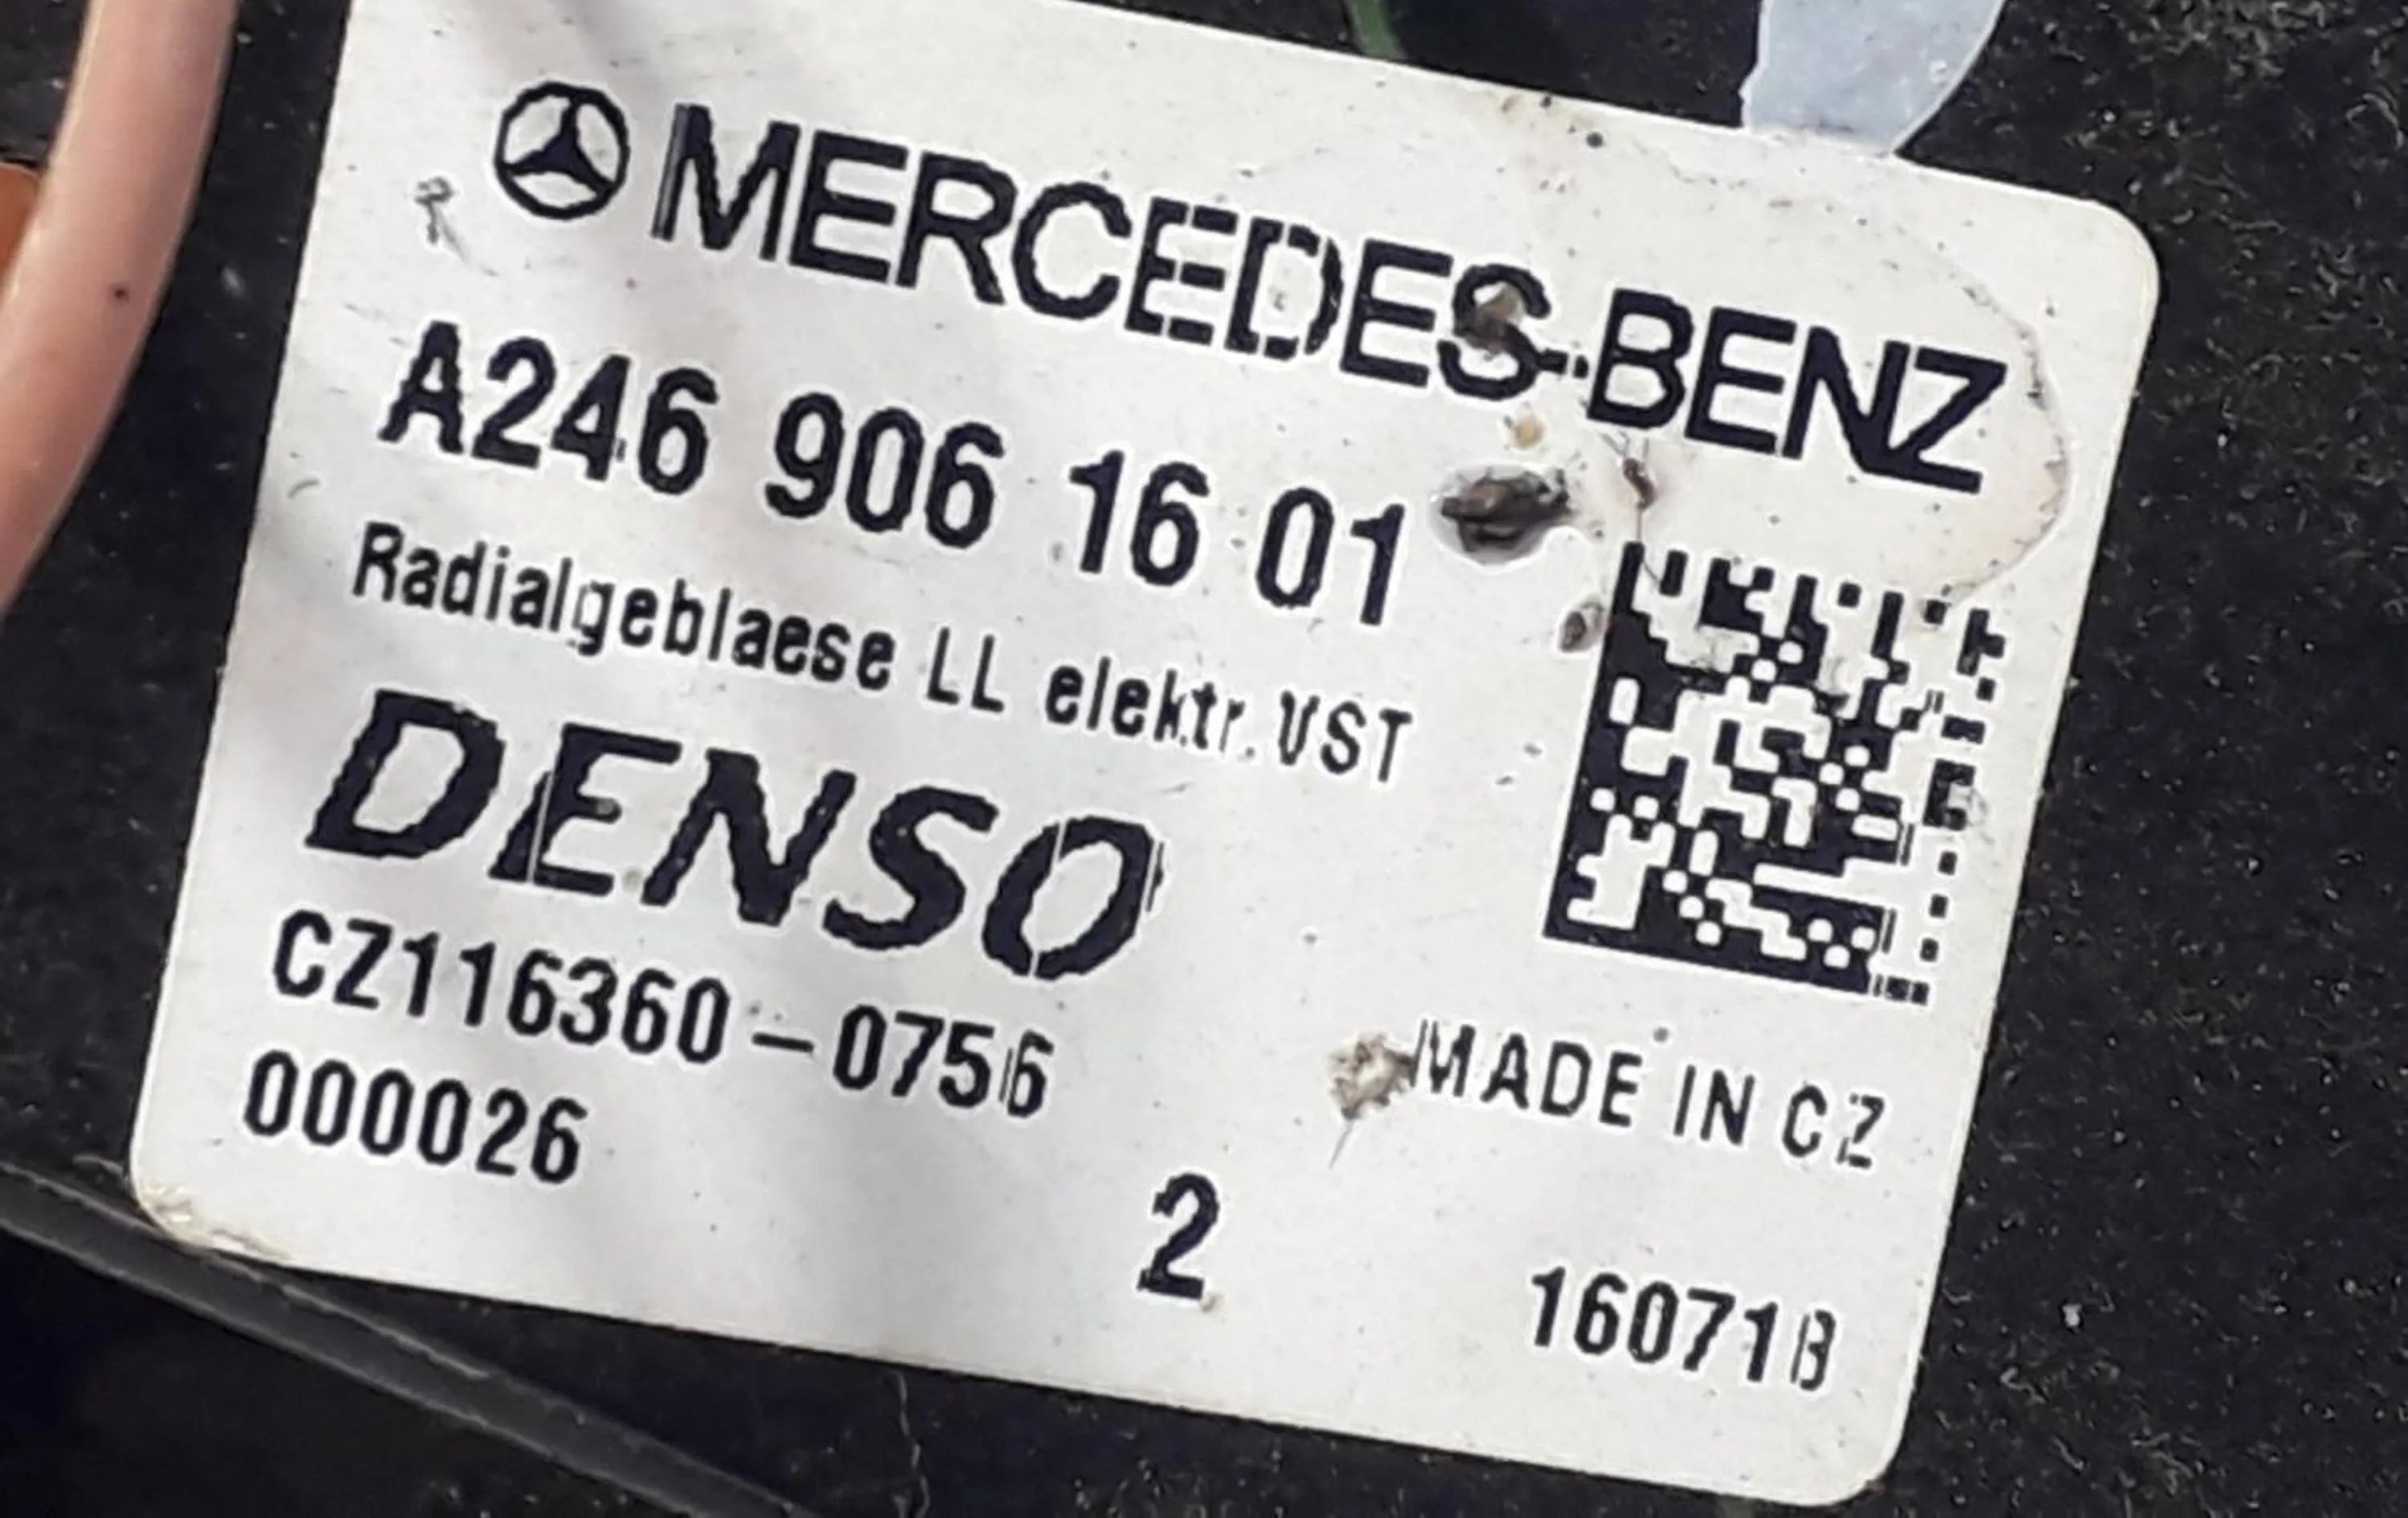 MERCEDES-BENZ
A246 906 16 01
Radialgeblaese LL elektr. VST
DENSO
CZ116360-0756
000026
MADE IN CZ
2
16071B